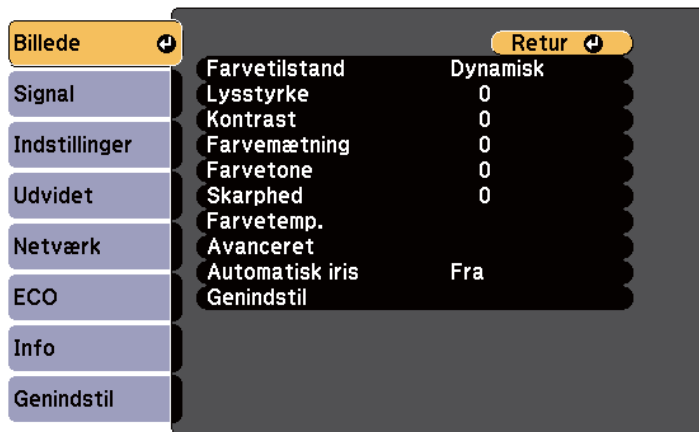 Billede
Signal
Indstillinger
Udvidet
Netværk
ECO
Info
Genindstil
Retur
Farvetilstand Dynamisk
Lysstyrke 0
Kontrast 0
Farvemætning 0
Farvetone 0
Skarphed 0
Farvetemp.
Avanceret
Automatisk iris Fra
Genindstil